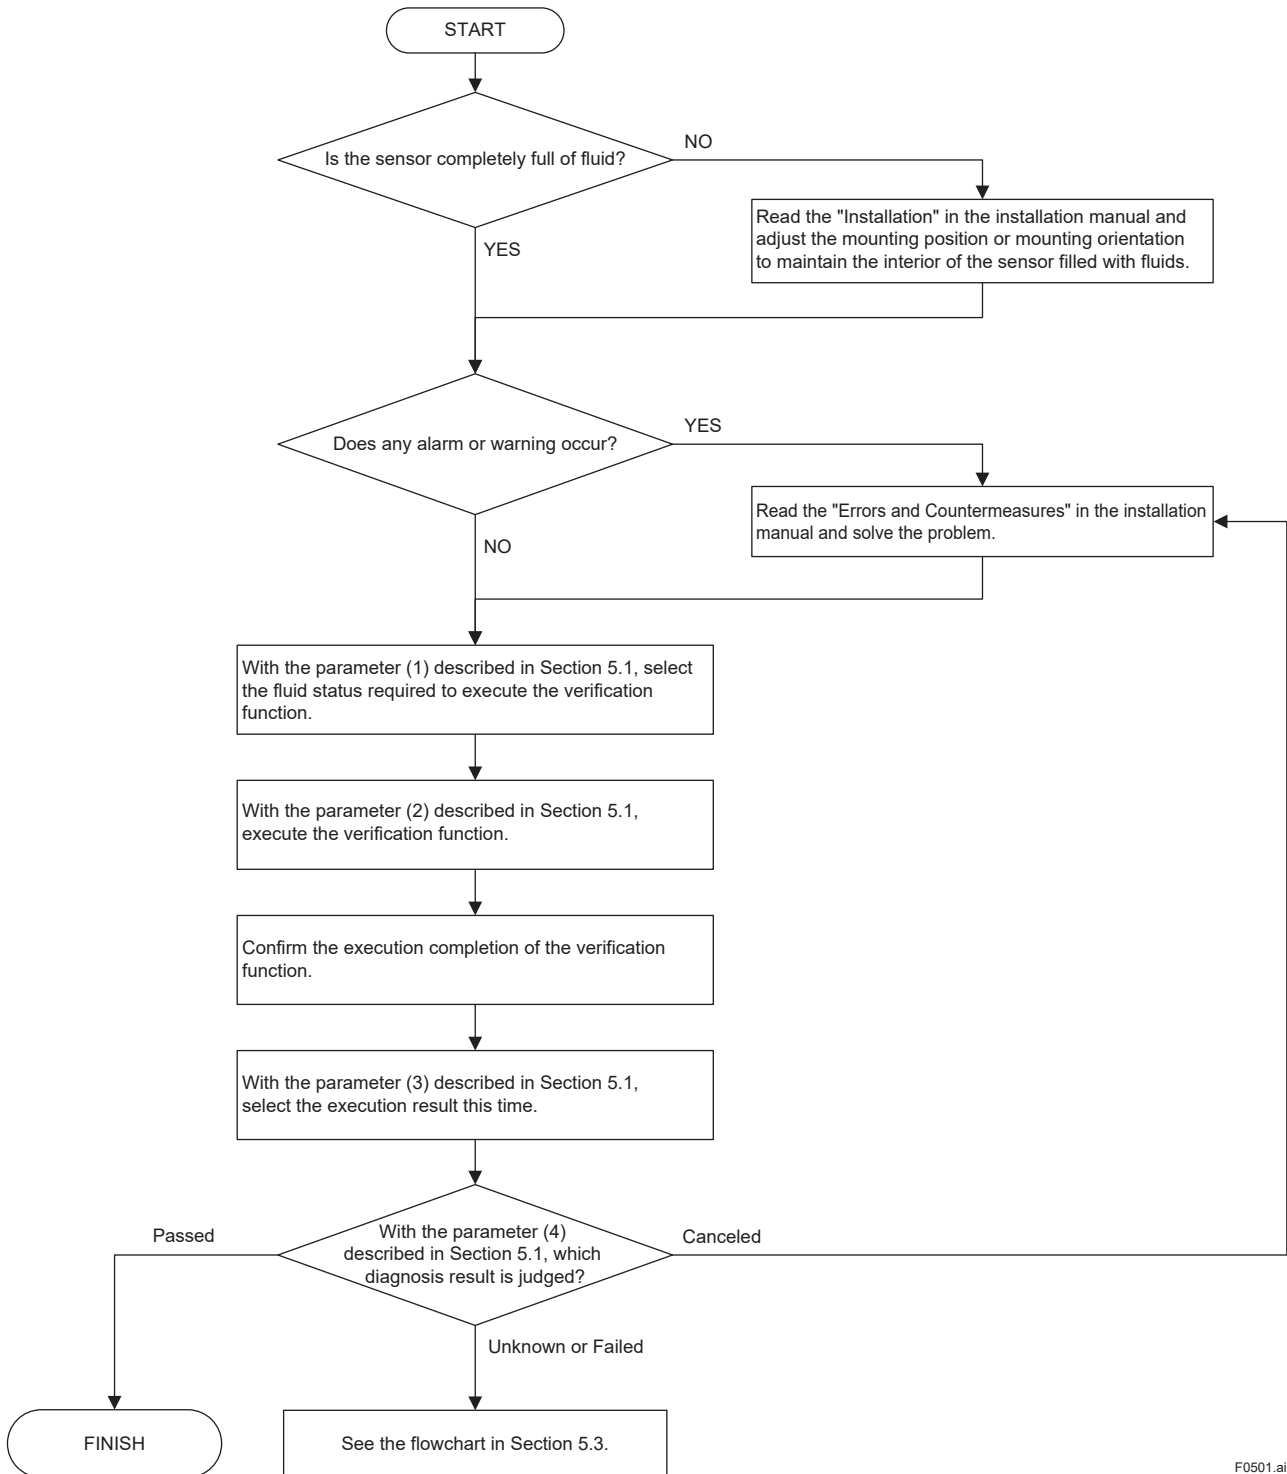 START
Is the sensor completely full of fluid?
NO
Read the "Installation" in the installation manual and
adjust the mounting position or mounting orientation
to maintain the interior of the sensor filled with fluids.
YES
Does any alarm or warning occur?
YES
Read the "Errors and Countermeasures" in the installation
manual and solve the problem.
NO
With the parameter (1) described in Section 5.1, select
the fluid status required to execute the verification
function.
With the parameter (2) described in Section 5.1,
execute the verification function.
Confirm the execution completion of the verification
function.
With the parameter (3) described in Section 5.1,
select the execution result this time.
Passed
With the parameter (4)
described in Section 5.1, which
diagnosis result is judged?
Canceled
Unknown or Failed
FINISH
See the flowchart in Section 5.3.
F0501.ai